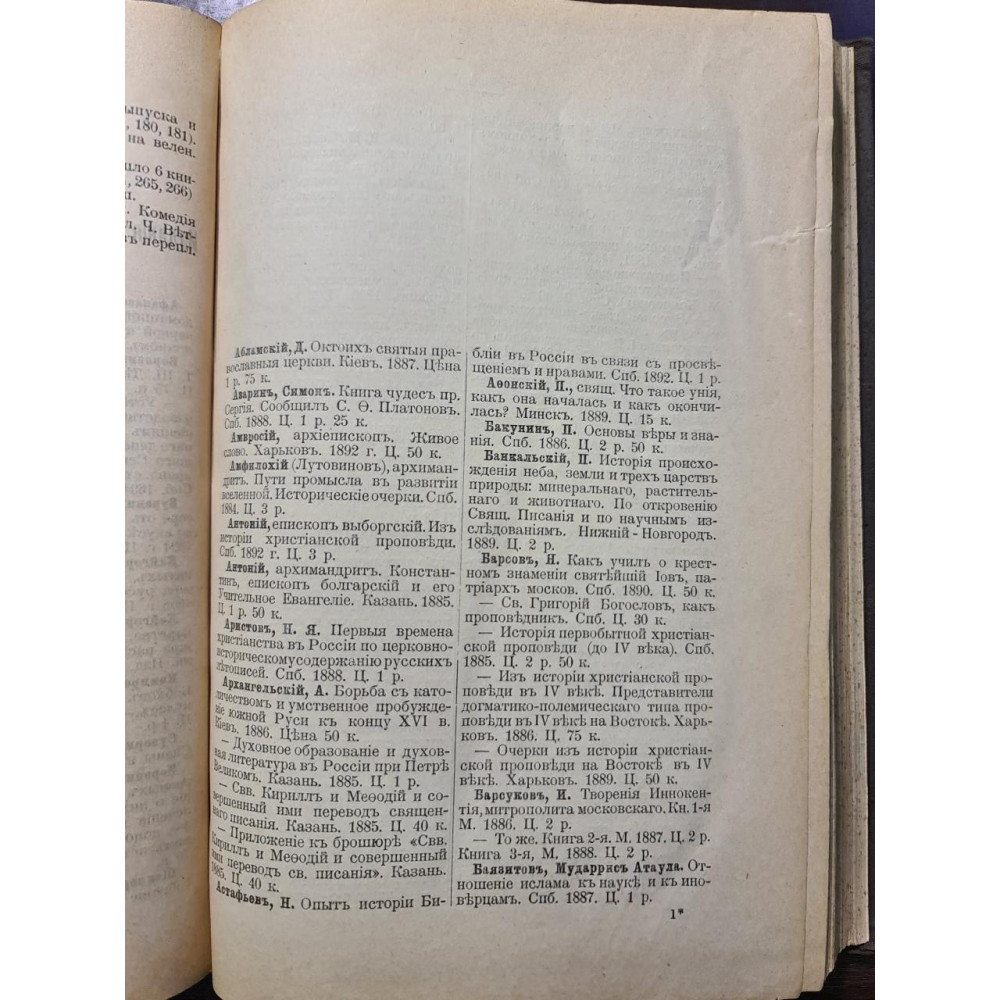 ыпуска и
, 180, 181).
на велен.
ло 6 кни-
, 265, 266)
п.
. Комедія
л. Ч. Вѣт-
ъ перепл.
Абламскій, Д. Октоихъ святыя пра-
вославныя церкви. Кіевъ. 1887. Цѣна
1 р. 75 к.
Аваринъ, Симонъ. Книга чудесъ пр.
Сергія. Сообщилъ С. Ѳ. Платоновъ.
Спб. 1888. Ц. 1 р. 25 к.
Амвросій, архіепископъ. Живое
слово. Харьковъ. 1892 г. Ц. 50 к.
Амфилохій (Лутовиновъ), архиман-
дритъ. Пути промысла въ развитіи
вселенной. Историческіе очерки. Спб.
1884. Ц. 3 р.
Антоній, епископъ выборгскій. Изъ
исторіи христіанской проповѣди.
Спб. 1892 г. Ц. 3 р.
Антоній, архимандритъ. Констан-
тинъ, епископъ болгарскій и его
Учительное Евангеліе. Казань. 1885.
Ц. 1 р. 50 к.
Аристовъ, Н. Я. Первыя времена
христіанства въ Россіи по церковно-
историческому содержанію русскихъ
лѣтописей. Спб. 1888. Ц. 1 р.
Архангельскій, А. Борьба съ като-
личествомъ и умственное пробужде-
ніе южной Руси къ концу XVI в.
Кіевъ. 1886. Цѣна 50 к.
— Духовное образованіе и духов-
ная литература въ Россіи при Петрѣ
Великомъ. Казань. 1885. Ц. 1 р.
— Свв. Кириллъ и Меѳодій и со-
вершенный ими переводъ священ-
наго писанія. Казань. 1885. Ц. 40 к.
— Приложеніе къ брошюрѣ «Свв.
Кириллъ и Меѳодій и совершенный
ими переводъ св. писанія». Казань.
1885. Ц. 40 к.
Астафьевъ, Н. Опытъ исторіи Би-
бліи въ Россіи въ связи съ просвѣ-
щеніемъ и нравами. Спб. 1892. Ц. 1 р.
Аѳонскій, П., свящ. Что такое унія,
какъ она началась и какъ окончи-
лась? Минскъ. 1889. Ц. 15 к.
Бакунинъ, П. Основы вѣры и зна-
нія. Спб. 1886. Ц. 2 р. 50 к.
Банкальскій, П. Исторія происхо-
жденія неба, земли и трехъ царствъ
природы: минеральнаго, раститель-
наго и животнаго. По откровенію
Свящ. Писанія и по научнымъ из-
слѣдованіямъ. Нижній-Новгородъ.
1889. Ц. 2 р.
Барсовъ, Н. Какъ училъ о крест-
номъ знаменіи святѣйшій Іовъ, па-
тріархъ москов. Спб. 1890. Ц. 50 к.
— Св. Григорій Богословъ, какъ
проповѣдникъ. Ц. 30 к.
— Исторія первобытной христіан-
ской проповѣди (до IV вѣка). Спб.
1885. Ц. 2 р. 50 к.
— Изъ исторіи христіанской про-
повѣди въ IV вѣкѣ. Представители
догматико-полемическаго типа про-
повѣди въ IV вѣкѣ на Востокѣ. Харь-
ковъ. 1886. Ц. 75 к.
— Очерки изъ исторіи христіан-
ской проповѣди на Востокѣ въ IV
вѣкѣ. Харьковъ. 1889. Ц. 50 к.
Барсуковъ, И. Творенія Иннокен-
тія, митрополита московскаго. Кн. 1-я
М. 1886. Ц. 2 р.
— То же. Книга 2-я. М. 1887. Ц. 2 р.
Книга 3-я, М. 1888. Ц. 2 р.
Баязитовъ, Мударрисъ Атаула. От-
ношеніе ислама къ наукѣ и къ ино-
вѣрцамъ. Спб. 1887. Ц. 1 р.
1*